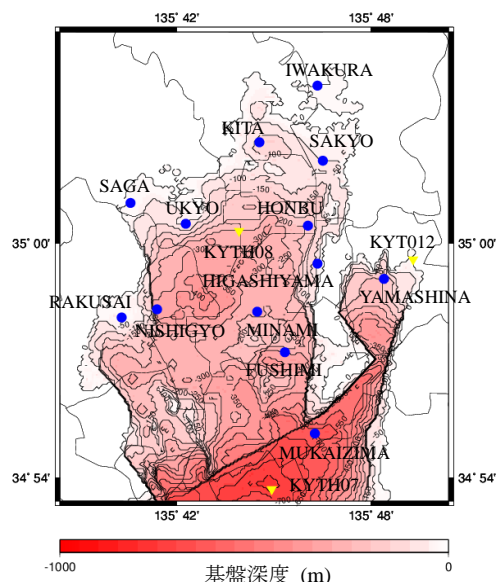 135° 42' 135° 48'
IWAKURA
KITA
SAKYO
SAGA
UKYO HONBU
35° 00' 35° 00'
KYTH08 KYT012
HIGASHIYAMA
YAMASHINA
RAKUSAI
NISHIGYO MINAMI
FUSHIMI
MUKAIZIMA
34° 54' 34° 54'
KYTH07
135° 42' 135° 48'
-1000 0
基盤深度 (m)